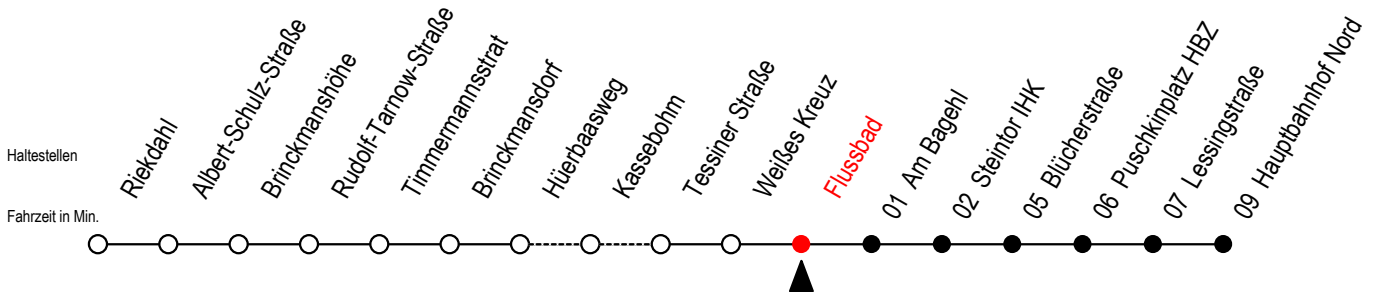 Haltestellen
Fahrzeit in Min.
Riekdahl
Albert-Schulz-Straße
Brinckmanshöhe
Rudolf-Tarnow-Straße
Timmermannsstrat
Brinckmansdorf
Hüerbaasweg
Kassebohm
Tessiner Straße
Weißes Kreuz
Flussbad
01 Am Bagehl
02 Steintor IHK
05 Blücherstraße
06 Puschkinplatz HBZ
07 Lessingstraße
09 Hauptbahnhof Nord